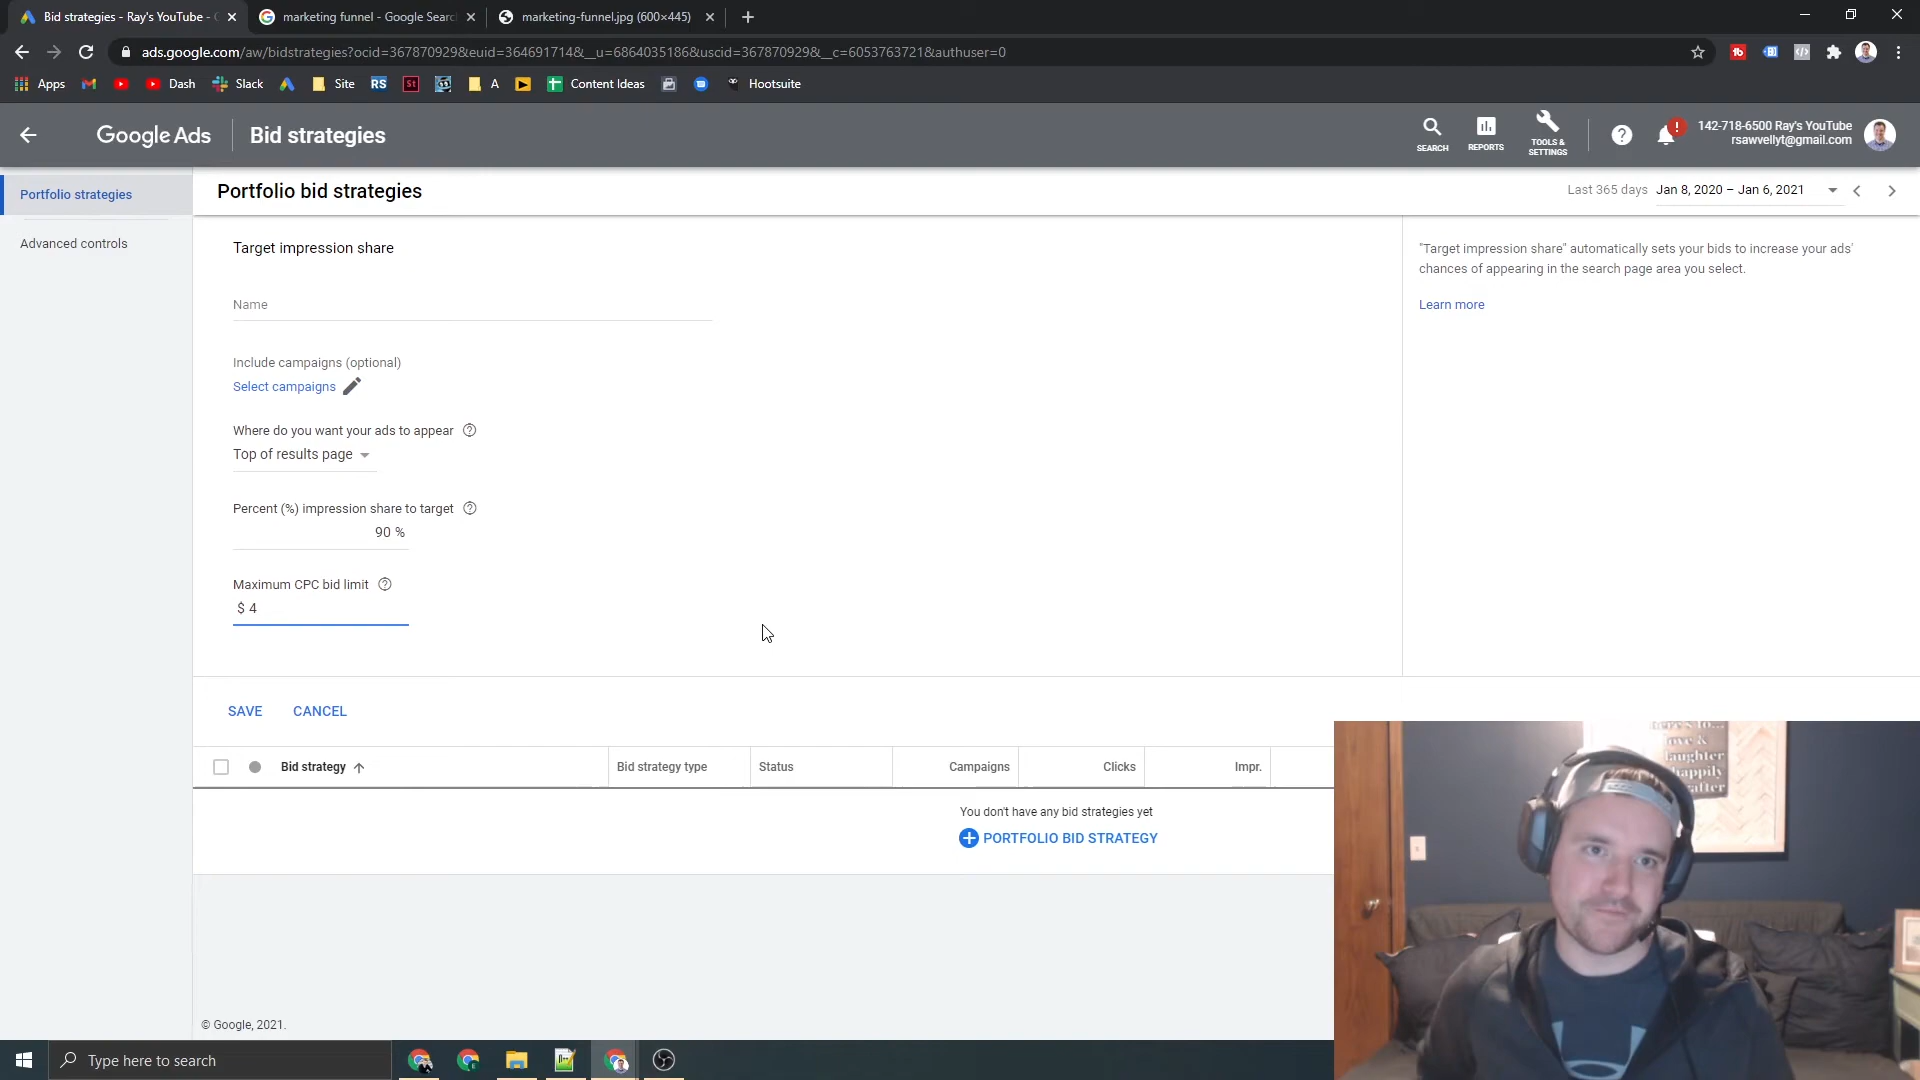 Bid strategies - Ray's YouTube -
marketing funnel - Google Searc
marketing-funnel.jpg (600×445)
ads.google.com/aw/bidstrategies?ocid=367870929&euid=364691714&__u=6864035186&uscid=367870929&__c=6053763721&authuser=0
Apps
Dash
Slack
Site
RS
St
A
Content Ideas
Hootsuite
Google Ads
Bid strategies
SEARCH
REPORTS
TOOLS &
SETTINGS
?
!
142-718-6500 Ray's YouTube
rsawvellyt@gmail.com
Portfolio strategies
Advanced controls
Portfolio bid strategies
Last 365 days Jan 8, 2020 – Jan 6, 2021
Target impression share
Name
Include campaigns (optional)
Select campaigns
Where do you want your ads to appear
Top of results page
Percent (%) impression share to target
90 %
Maximum CPC bid limit
$ 4
"Target impression share" automatically sets your bids to increase your ads'
chances of appearing in the search page area you select.
Learn more
SAVE
CANCEL
Bid strategy
Bid strategy type
Status
Campaigns
Clicks
Impr.
You don't have any bid strategies yet
PORTFOLIO BID STRATEGY
© Google, 2021.
love &
laughter
happily
Type here to search